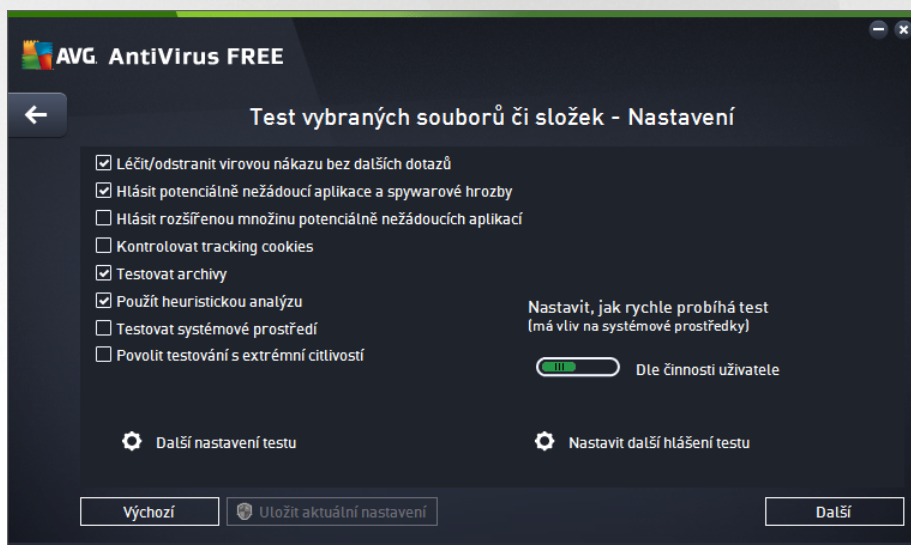 AVG. AntiVirus FREE
Test vybraných souborů či složek - Nastavení
Léčit/odstranit virovou nákazu bez dalších dotazů
Hlásit potenciálně nežádoucí aplikace a spywarové hrozby
Hlásit rozšířenou množinu potenciálně nežádoucích aplikací
Kontrolovat tracking cookies
Testovat archivy
Použít heuristickou analýzu
Testovat systémové prostředí
Povolit testování s extrémní citlivostí
Nastavit, jak rychle probíhá test
(má vliv na systémové prostředky)
Dle činnosti uživatele
Další nastavení testu
Nastavit další hlášení testu
Výchozí
Uložit aktuální nastavení
Další